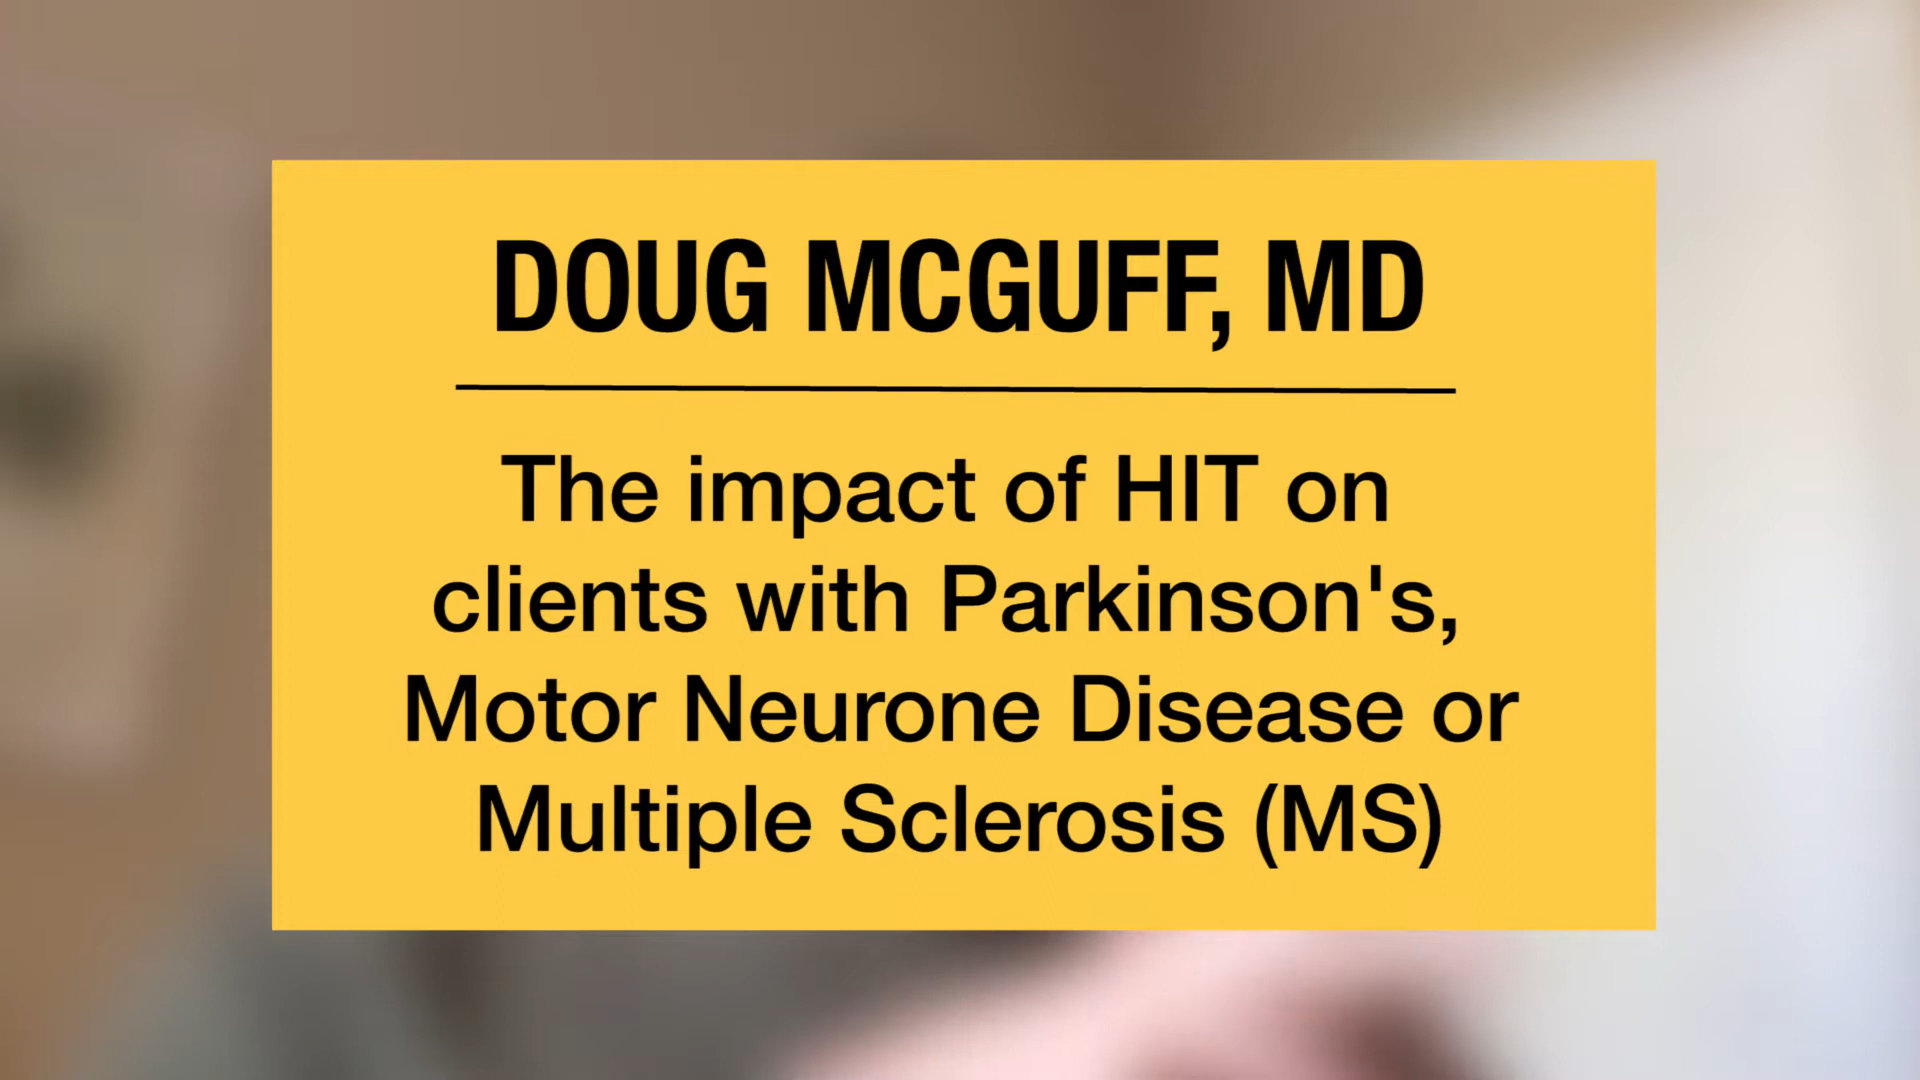 DOUG MCGUFF, MD
The impact of HIT on
clients with Parkinson's,
Motor Neurone Disease or
Multiple Sclerosis (MS)